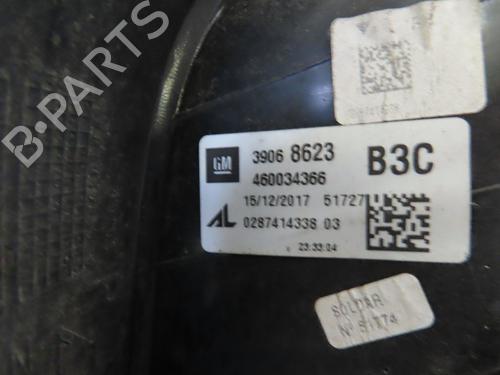 GM 3906 8623 B3C
460034366
15/12/2017 51727
AL 0287414338 03
23:33:04
SOLDAR
Nº 51774
B-PARTS